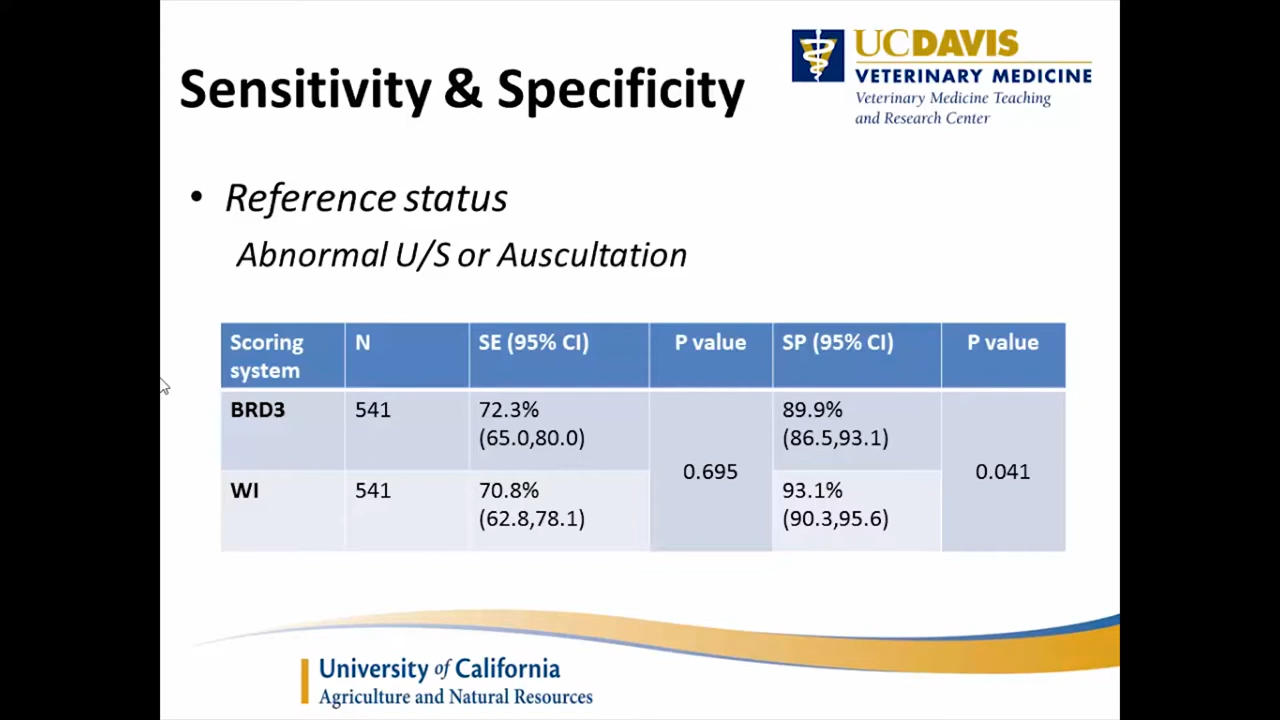 Sensitivity & Specificity
UCDAVIS
VETERINARY MEDICINE
Veterinary Medicine Teaching
and Research Center
• Reference status
Abnormal U/S or Auscultation
Scoring system N SE (95% CI) P value SP (95% CI) P value
BRD3 541 72.3% (65.0,80.0) 0.695 89.9% (86.5,93.1) 0.041
WI 541 70.8% (62.8,78.1) 93.1% (90.3,95.6)
University of California
Agriculture and Natural Resources